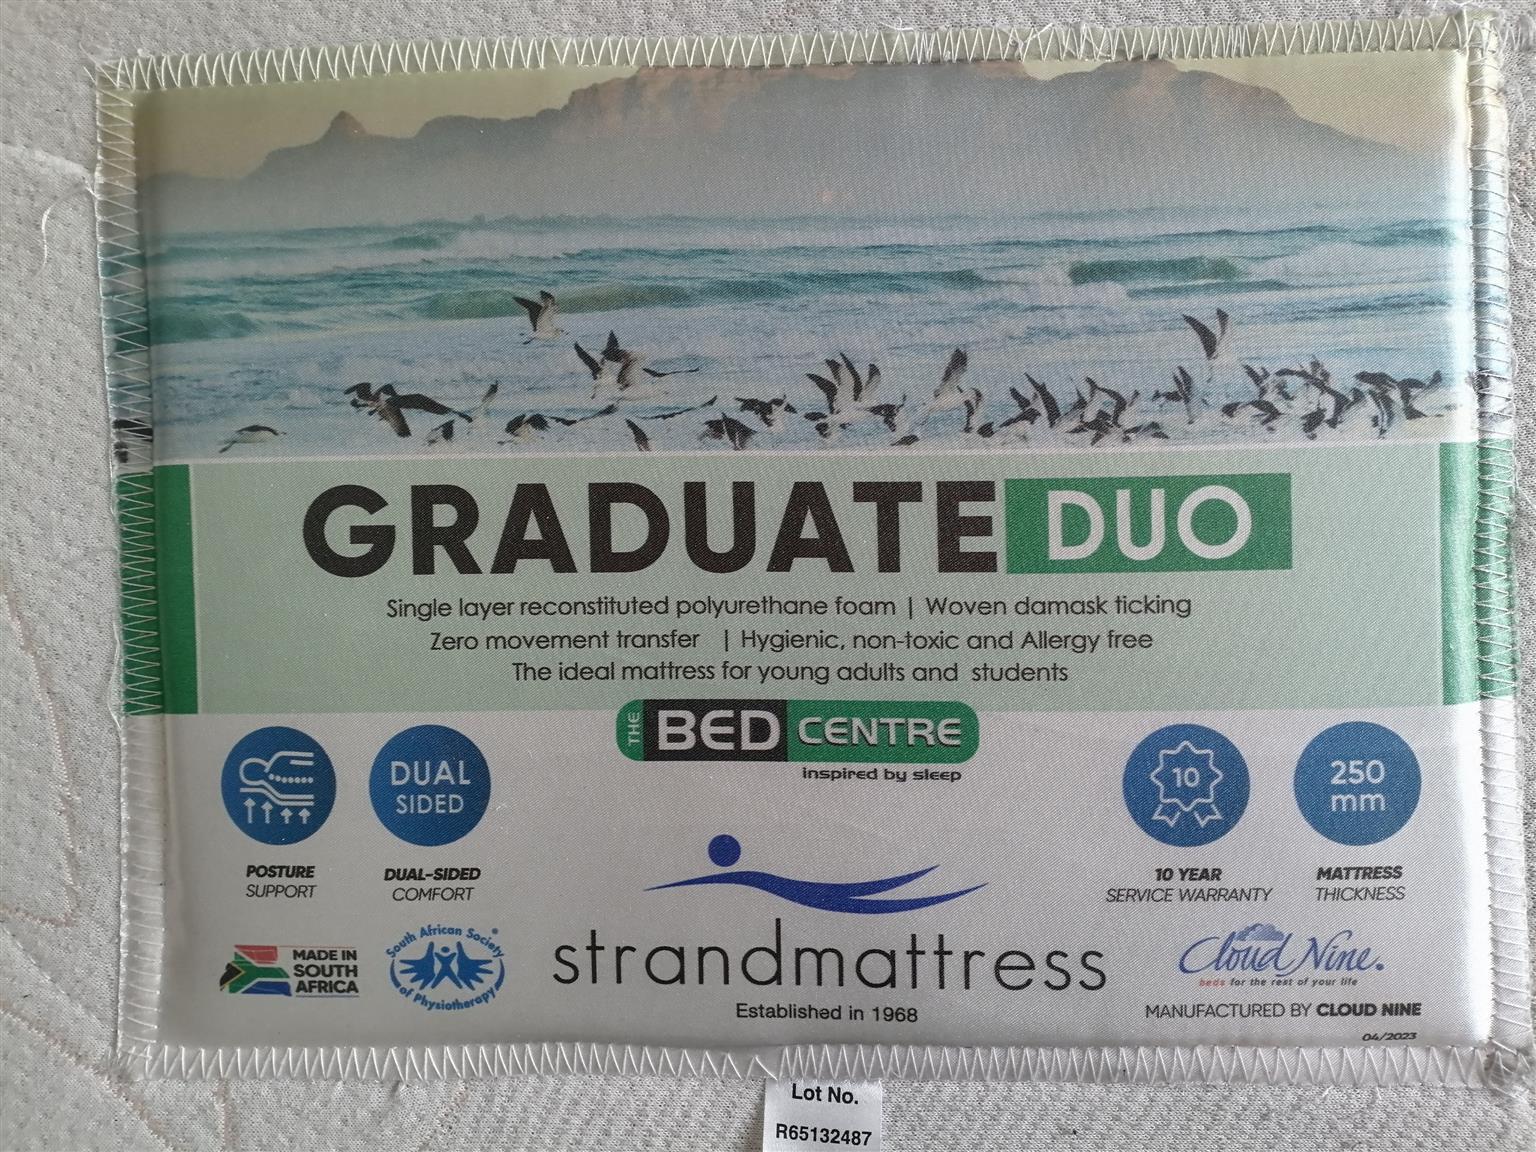 GRADUATE DUO
Single layer reconstituted polyurethane foam | Woven damask ticking
Zero movement transfer | Hygienic, non-toxic and Allergy free
The ideal mattress for young adults and students
THE BED CENTRE
inspired by sleep
POSTURE
SUPPORT
DUAL
SIDED
DUAL-SIDED
COMFORT
10
10 YEAR
SERVICE WARRANTY
250
mm
MATTRESS
THICKNESS
MADE IN
SOUTH
AFRICA
South African Society
of Physiotherapy
strandmattress
Established in 1968
Cloud Nine.
beds for the rest of your life
MANUFACTURED BY CLOUD NINE
04/2023
Lot No.
R65132487